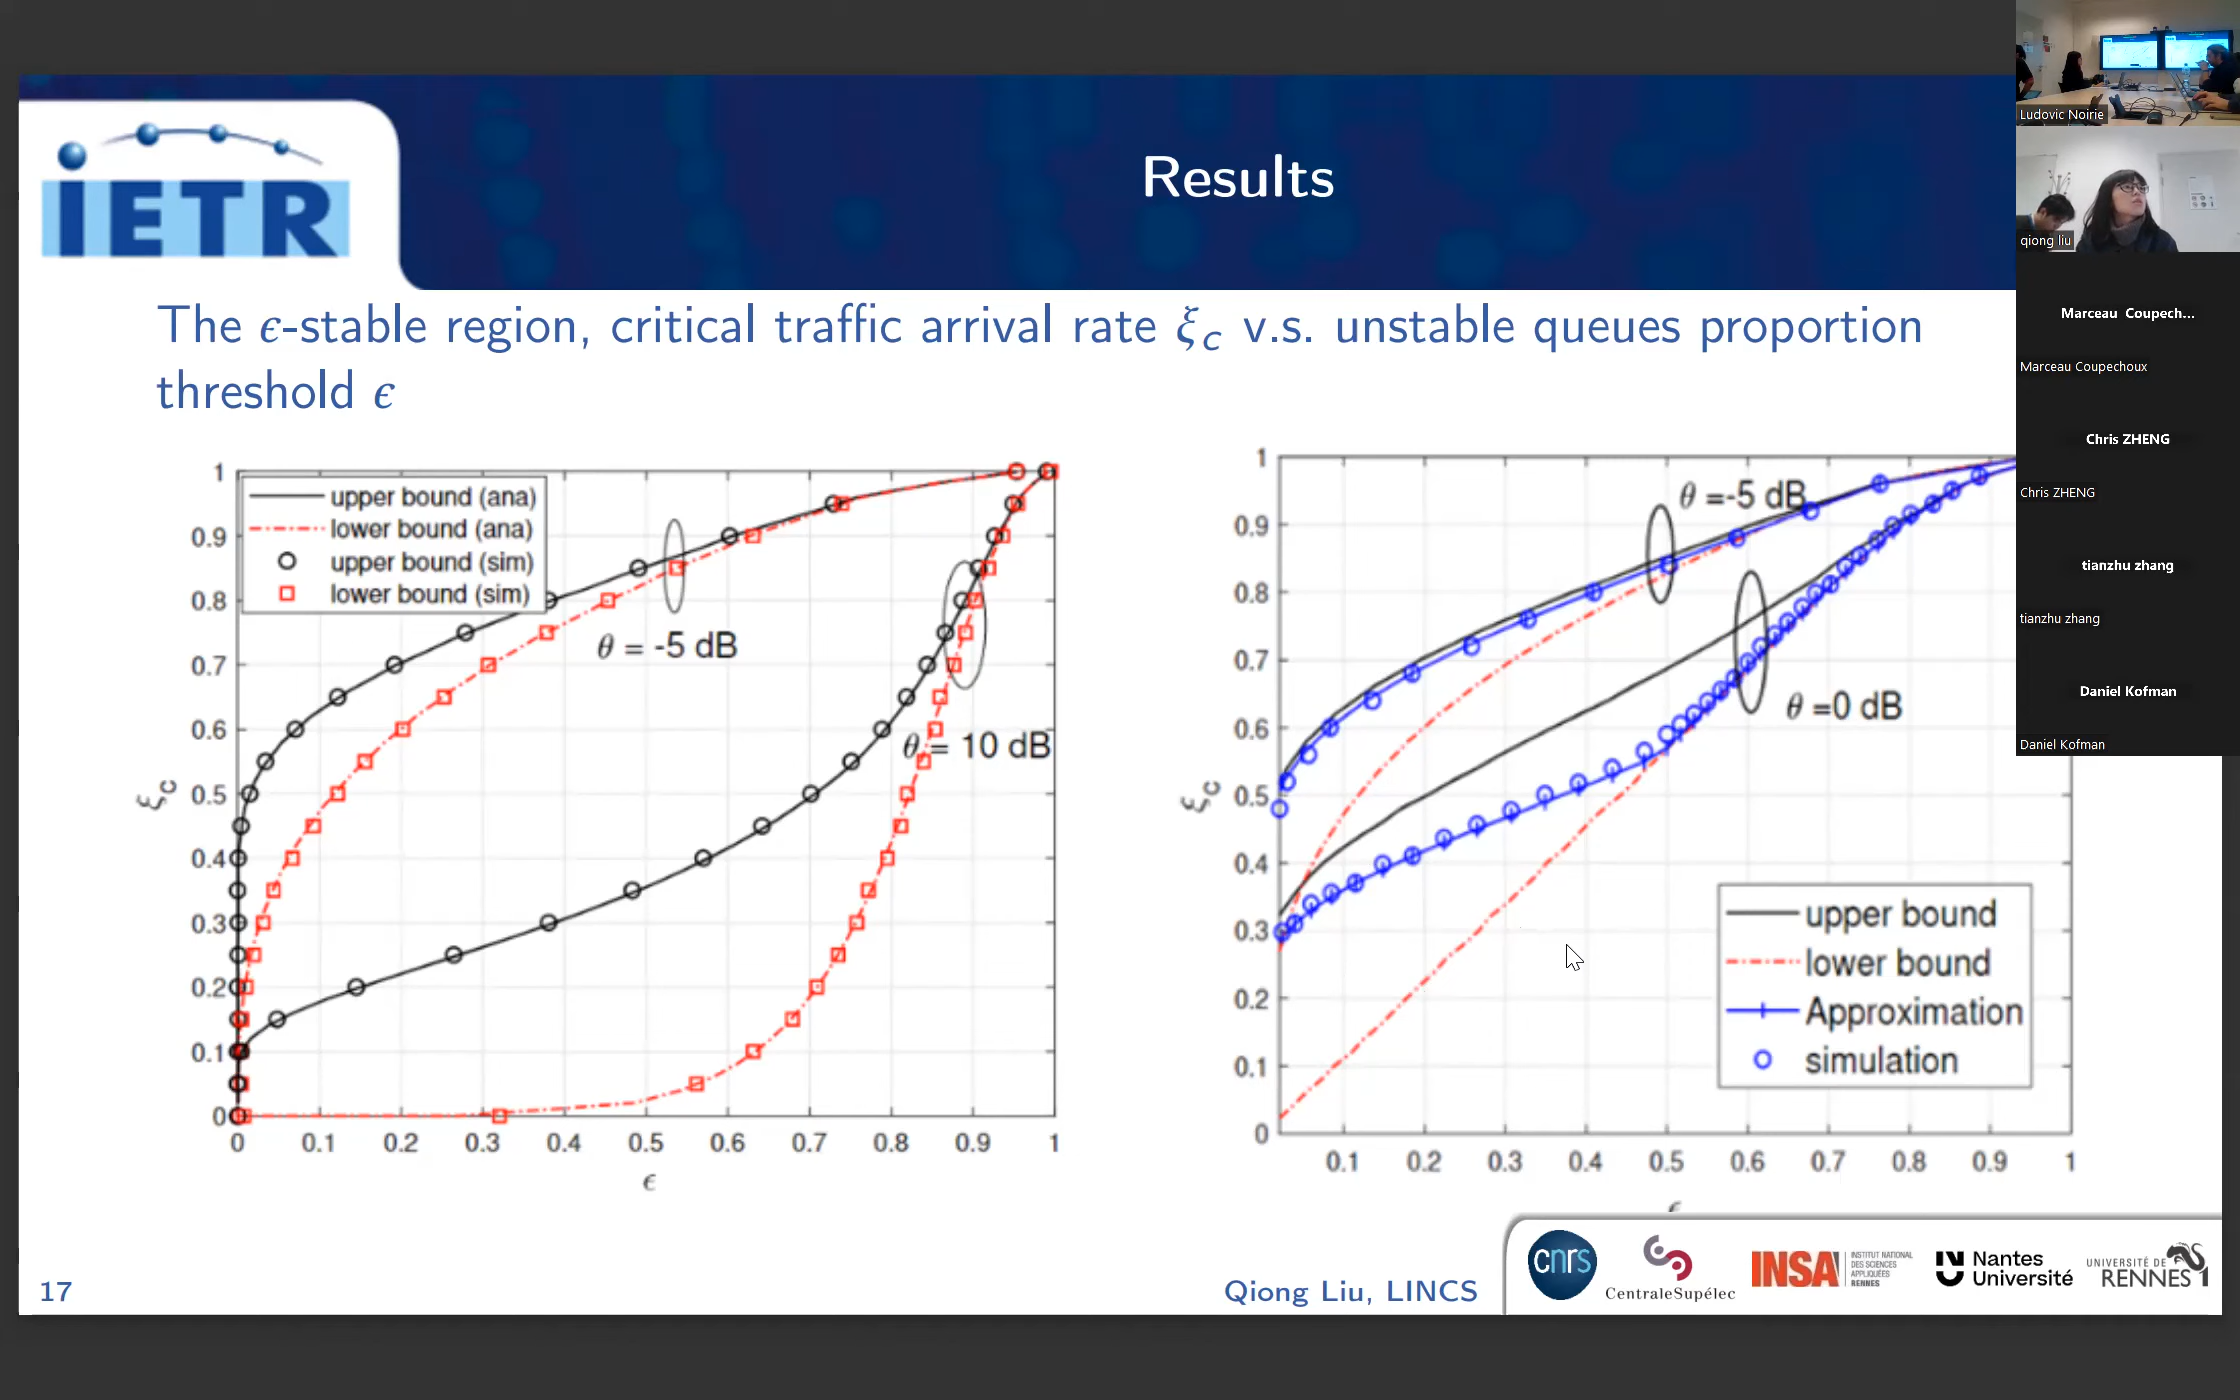 iETR
Results
The ϵ-stable region, critical traffic arrival rate ξc v.s. unstable queues proportion
threshold ϵ
upper bound (ana)
lower bound (ana)
upper bound (sim)
lower bound (sim)
θ = -5 dB
θ = 10 dB
ξc
1
0.9
0.8
0.7
0.6
0.5
0.4
0.3
0.2
0.1
0
0 0.1 0.2 0.3 0.4 0.5 0.6 0.7 0.8 0.9 1
ϵ
θ =-5 dB
θ =0 dB
ξc
1
0.9
0.8
0.7
0.6
0.5
0.4
0.3
0.2
0.1
0
0.1 0.2 0.3 0.4 0.5 0.6 0.7 0.8 0.9 1
upper bound
lower bound
Approximation
simulation
17
Qiong Liu, LINCS
cnrs
CentraleSupélec
INSA
INSTITUT NATIONAL
DES SCIENCES
APPLIQUÉES
RENNES
Nantes
Université
UNIVERSITÉ DE
RENNES 1
Ludovic Noirie
qiong liu
Marceau Coupech...
Marceau Coupechoux
Chris ZHENG
Chris ZHENG
tianzhu zhang
tianzhu zhang
Daniel Kofman
Daniel Kofman